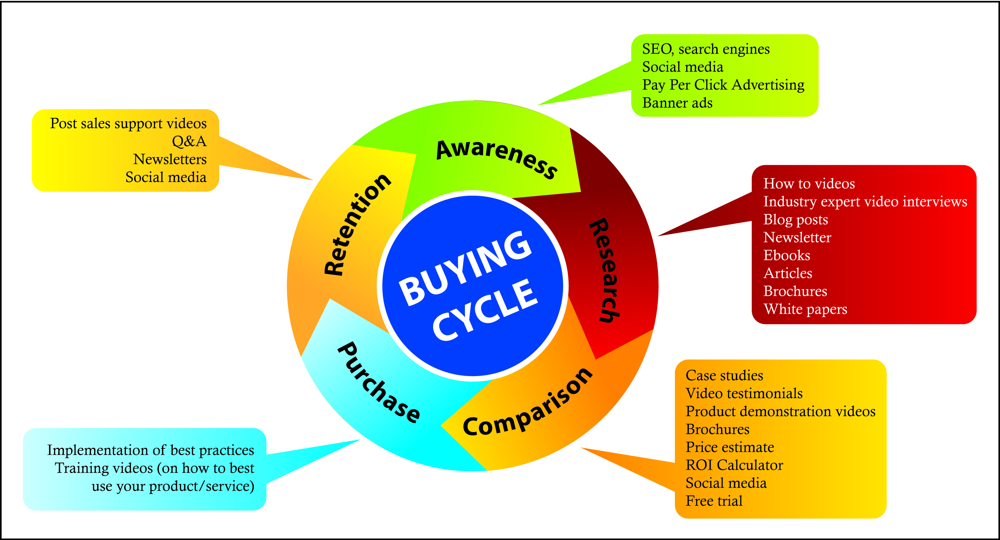 SEO, search engines
Social media
Pay Per Click Advertising
Banner ads
Post sales support videos
Q&A
Newsletters
Social media
Awareness
Research
Comparison
Purchase
Retention
BUYING
CYCLE
How to videos
Industry expert video interviews
Blog posts
Newsletter
Ebooks
Articles
Brochures
White papers
Case studies
Video testimonials
Product demonstration videos
Brochures
Price estimate
ROI Calculator
Social media
Free trial
Implementation of best practices
Training videos (on how to best
use your product/service)